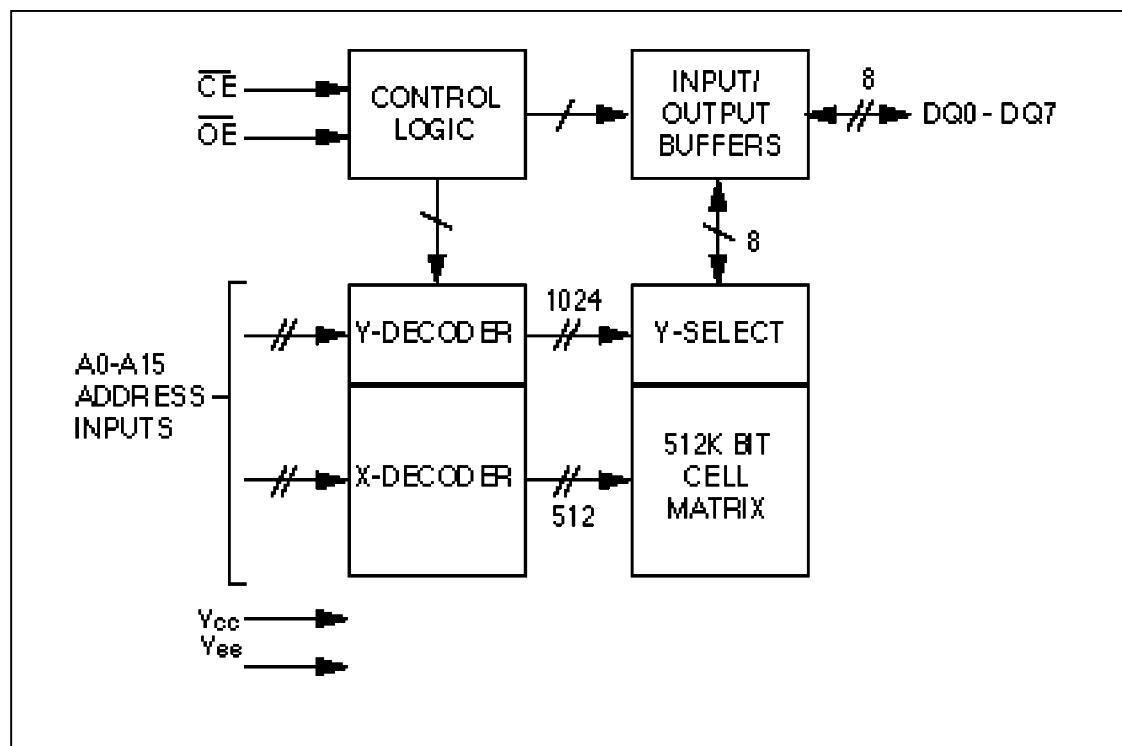 CE
OE
CONTROL
LOGIC
INPUT/
OUTPUT
BUFFERS
8
DQ0 - DQ7
8
A0-A15
ADDRESS
INPUTS
Y-DECODER
1024
Y-SELECT
X-DECODER
512
512K BIT
CELL
MATRIX
Vcc
Vee